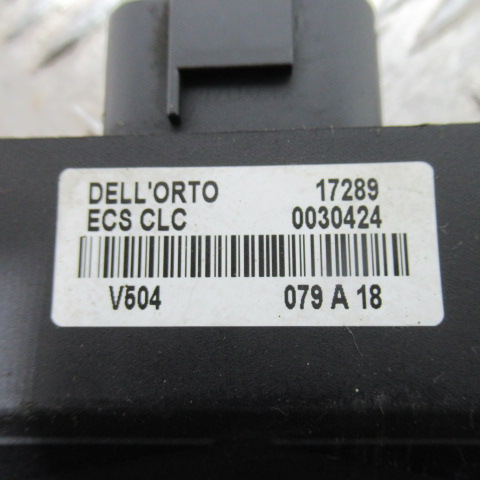 DELL'ORTO 17289
ECS CLC 0030424
V504 079 A 18